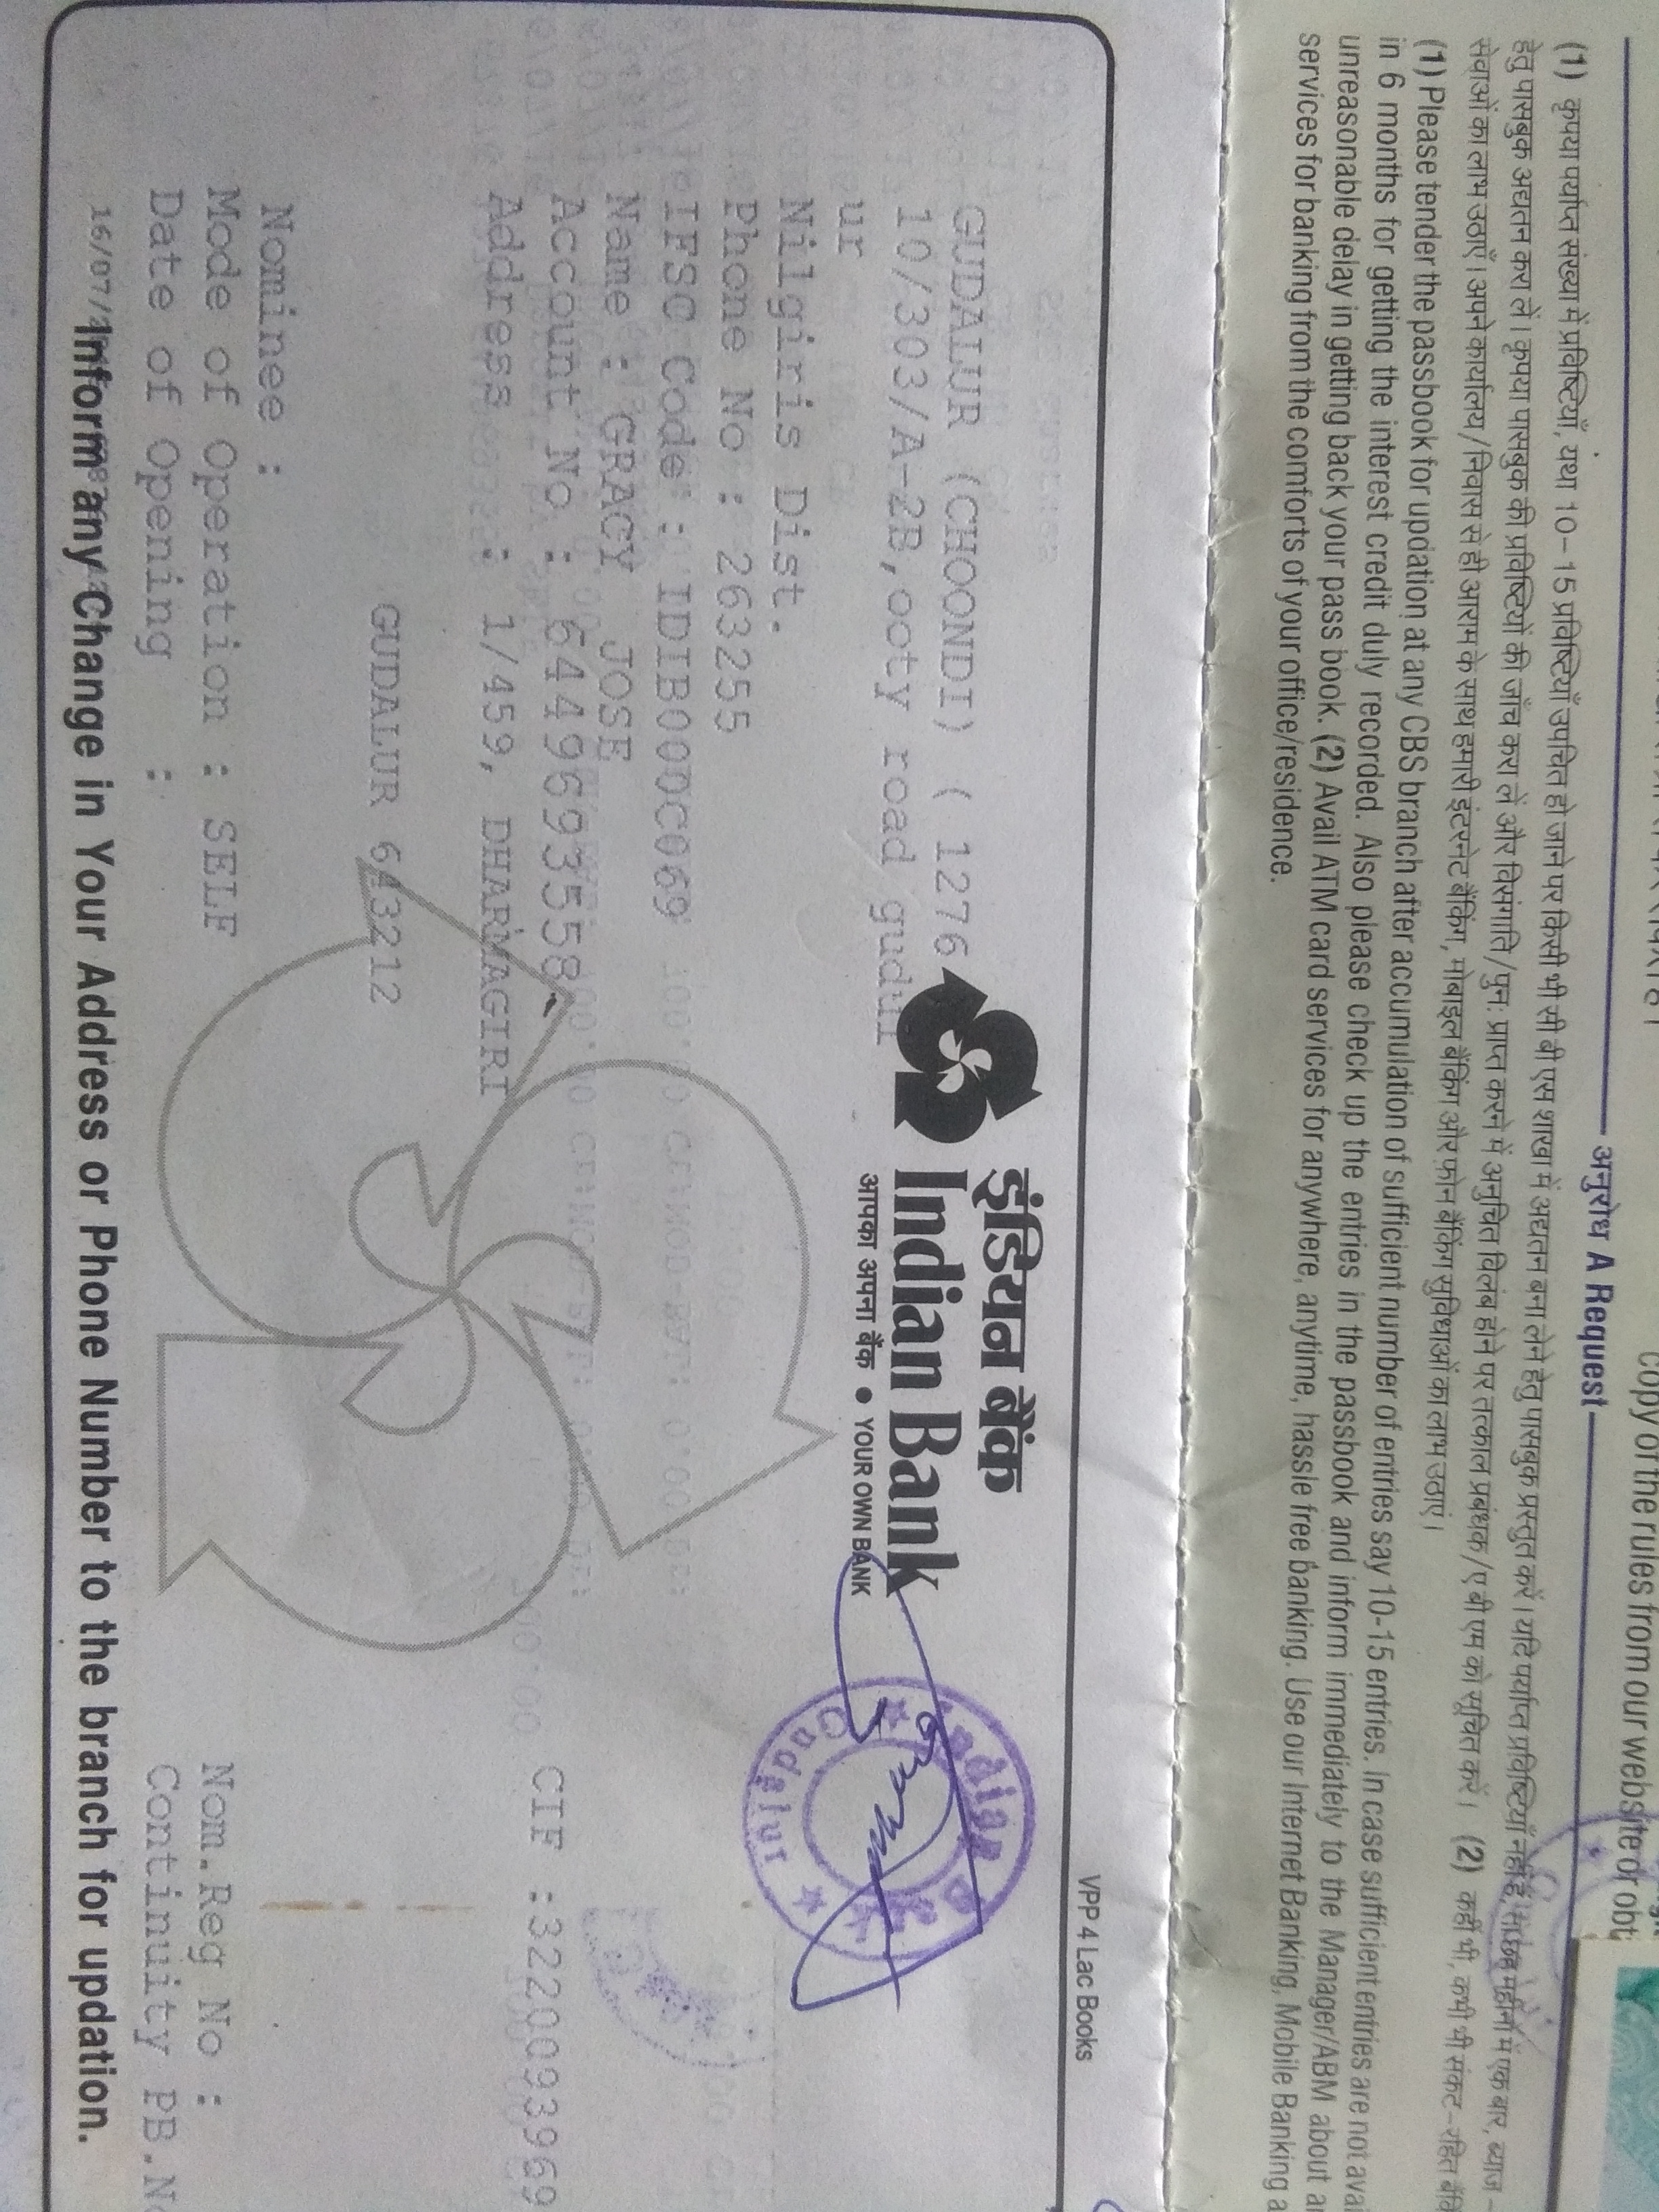 copy of the rules from our website or obt
अनुरोध A Request
(1) कृपया पर्याप्त संख्या में प्रविष्टियाँ, यथा 10-15 प्रविष्टियाँ उपचित हो जाने पर किसी भी सी बी एस शाखा में अद्यतन बना लेने हेतु पासबुक प्रस्तुत करें। यदि पर्याप्त प्रविष्टियाँ नहीं है, महीनों में एक बार, ब्याज
हेतु पासबुक अद्यतन करा लें। कृपया पासबुक की प्रविष्टियों की जाँच करा लें और विसंगति/पुनः प्राप्त करने में अनुचित विलंब होने पर तत्काल प्रबंधक/ए बी एम को सूचित करें। (2) कहीं भी, कभी भी संकट-रहित बैंकिं
सेवाओं का लाभ उठाएँ। अपने कार्यालय/निवास से ही आराम के साथ हमारी इंटरनेट बैंकिंग, मोबाइल बैंकिंग और फ़ोन बैंकिंग सुविधाओं का लाभ उठाएं।
(1) Please tender the passbook for updation at any CBS branch after accumulation of sufficient number of entries say 10-15 entries. In case sufficient entries are not avai
in 6 months for getting the interest credit duly recorded. Also please check up the entries in the passbook and inform immediately to the Manager/ABM about a
unreasonable delay in getting back your pass book. (2) Avail ATM card services for anywhere, anytime, hassle free banking. Use our Internet Banking, Mobile Banking a
services for banking from the comforts of your office/residence.
VPP 4 Lac Books
इंडियन बैंक
Indian Bank
आपका अपना बैंक • YOUR OWN BANK
Gudalur
GUDALUR (CHOONDI) ( 1276
10/303/A-2B,ooty road gudul
ur
Nilgiris Dist.
Phone No : 263255
IFSC Code : IDIB000C069
Name : GRACY JOSE
Account No : 6449693558
CIF :3220093969
Address : 1/459, DHARMAGIRI
GUDALUR 643212
Nominee :
Mode of Operation : SELF
Nom.Reg No :
Date of Opening :
Continuity PB.No
Inform any Change in Your Address or Phone Number to the branch for updation.